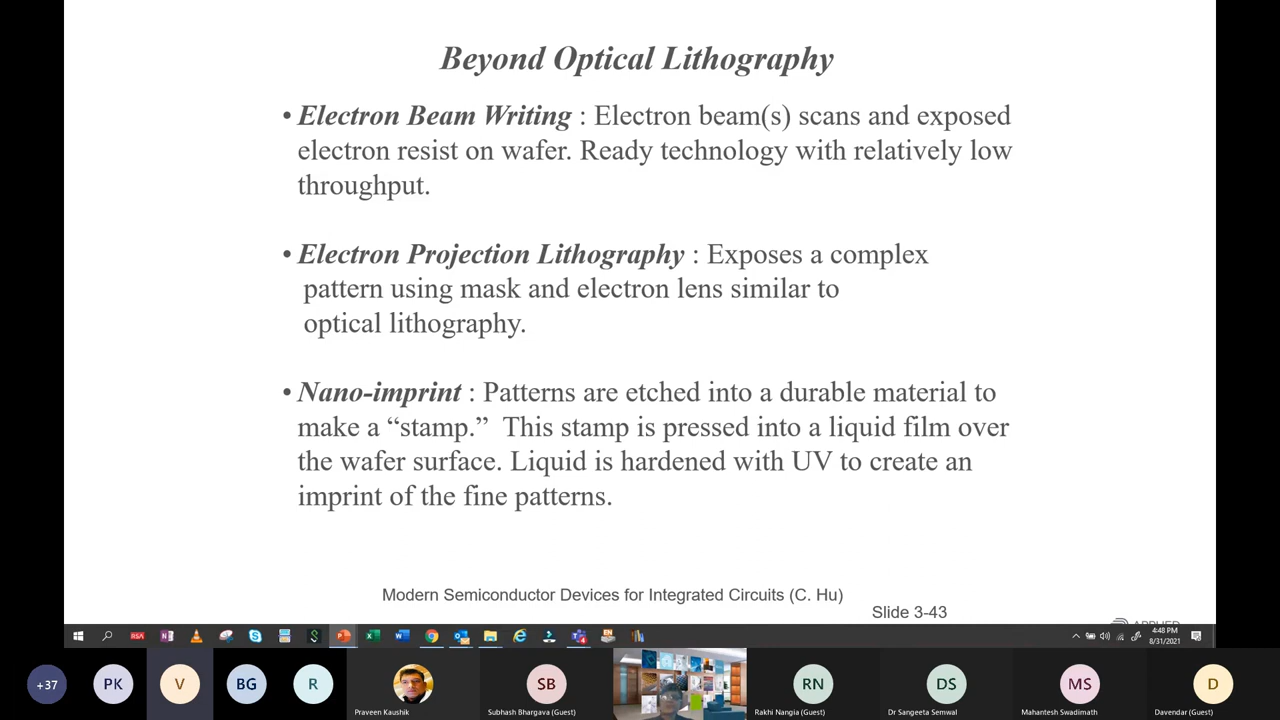 Beyond Optical Lithography
• Electron Beam Writing : Electron beam(s) scans and exposed
electron resist on wafer. Ready technology with relatively low
throughput.
• Electron Projection Lithography : Exposes a complex
pattern using mask and electron lens similar to
optical lithography.
• Nano-imprint : Patterns are etched into a durable material to
make a “stamp.” This stamp is pressed into a liquid film over
the wafer surface. Liquid is hardened with UV to create an
imprint of the fine patterns.
Modern Semiconductor Devices for Integrated Circuits (C. Hu)
Slide 3-43
APPLIED
RSA
4:48 PM
8/31/2021
+37
PK
V
BG
R
SB
RN
DS
MS
D
Praveen Kaushik
Subhash Bhargava (Guest)
Rakhi Nangia (Guest)
Dr Sangeeta Semwal
Mahantesh Swadimath
Davendar (Guest)